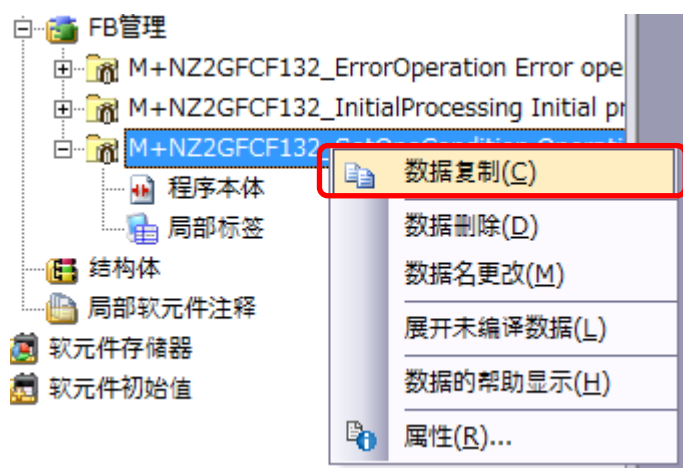 FB管理
M+NZ2GFCF132_ErrorOperation Error ope
M+NZ2GFCF132_InitialProcessing Initial pr
M+NZ2GFCF132_SetOpeCondition Operati
程序本体
局部标签
结构体
局部软元件注释
软元件存储器
软元件初始值
数据复制(C)
数据删除(D)
数据名更改(M)
展开未编译数据(L)
数据的帮助显示(H)
属性(R)...